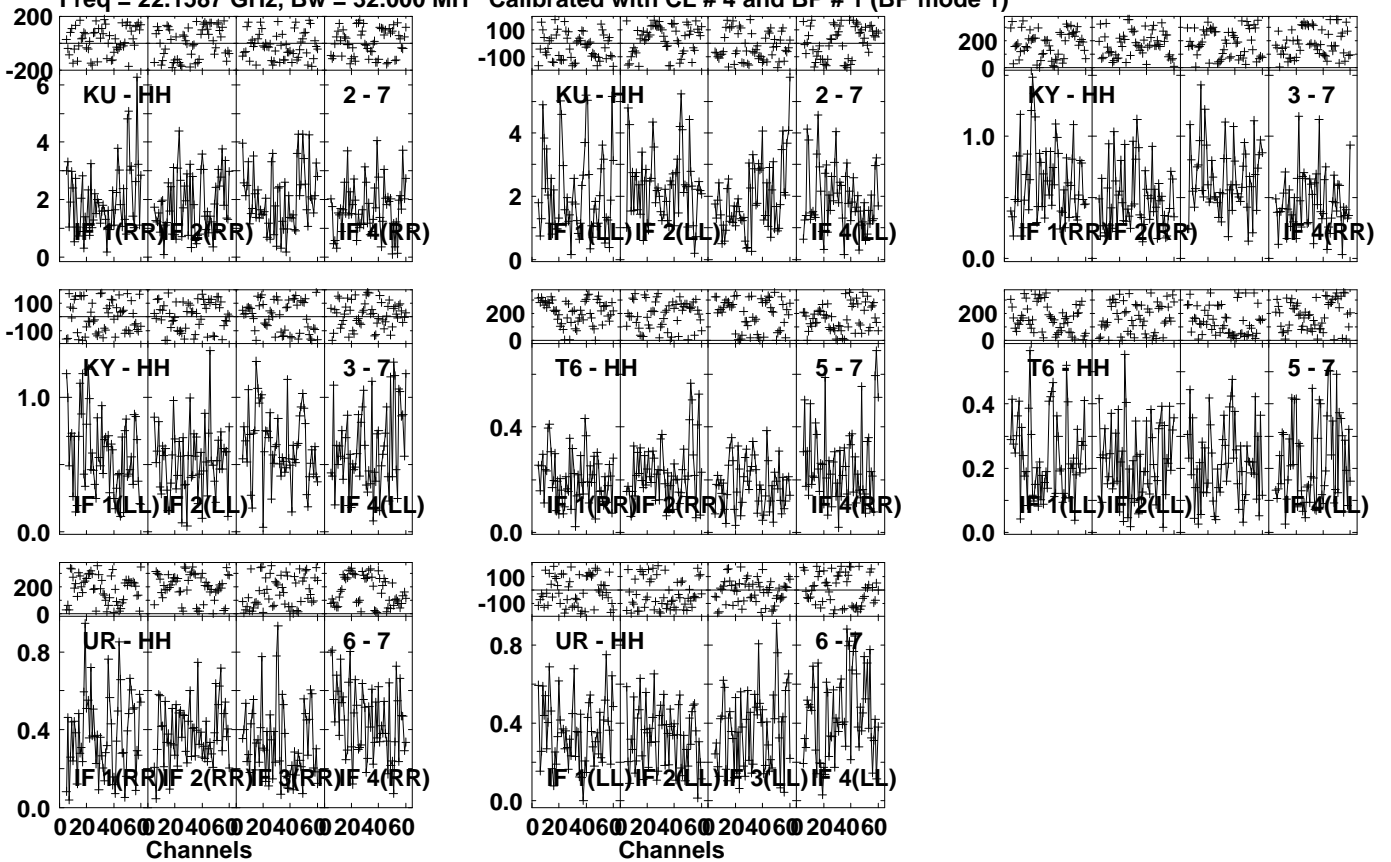 Freq = 22.1587 GHz, Bw = 32.000 MH Calibrated with CL # 4 and BP # 1 (BP mode 1)
200
-200
6
4
2
0
KU - HH 2 - 7
IF 1(RR) IF 2(RR) IF 4(RR)
100
-100
4
2
0
KU - HH 2 - 7
IF 1(LL) IF 2(LL) IF 4(LL)
200
0
1.0
0.0
KY - HH 3 - 7
IF 1(RR) IF 2(RR) IF 4(RR)
100
-100
1.0
0.0
KY - HH 3 - 7
IF 1(LL) IF 2(LL) IF 4(LL)
200
0
0.4
0.0
T6 - HH 5 - 7
IF 1(RR) IF 2(RR) IF 4(RR)
200
0
0.4
0.2
0.0
T6 - HH 5 - 7
IF 1(LL) IF 2(LL) IF 4(LL)
200
0
0.8
0.4
0.0
UR - HH 6 - 7
IF 1(RR) IF 2(RR) IF 3(RR) IF 4(RR)
0 20 40 60 0 20 40 60 0 20 40 60 0 20 40 60
Channels
100
-100
0.8
0.4
0.0
UR - HH 6 - 7
IF 1(LL) IF 2(LL) IF 3(LL) IF 4(LL)
0 20 40 60 0 20 40 60 0 20 40 60 0 20 40 60
Channels